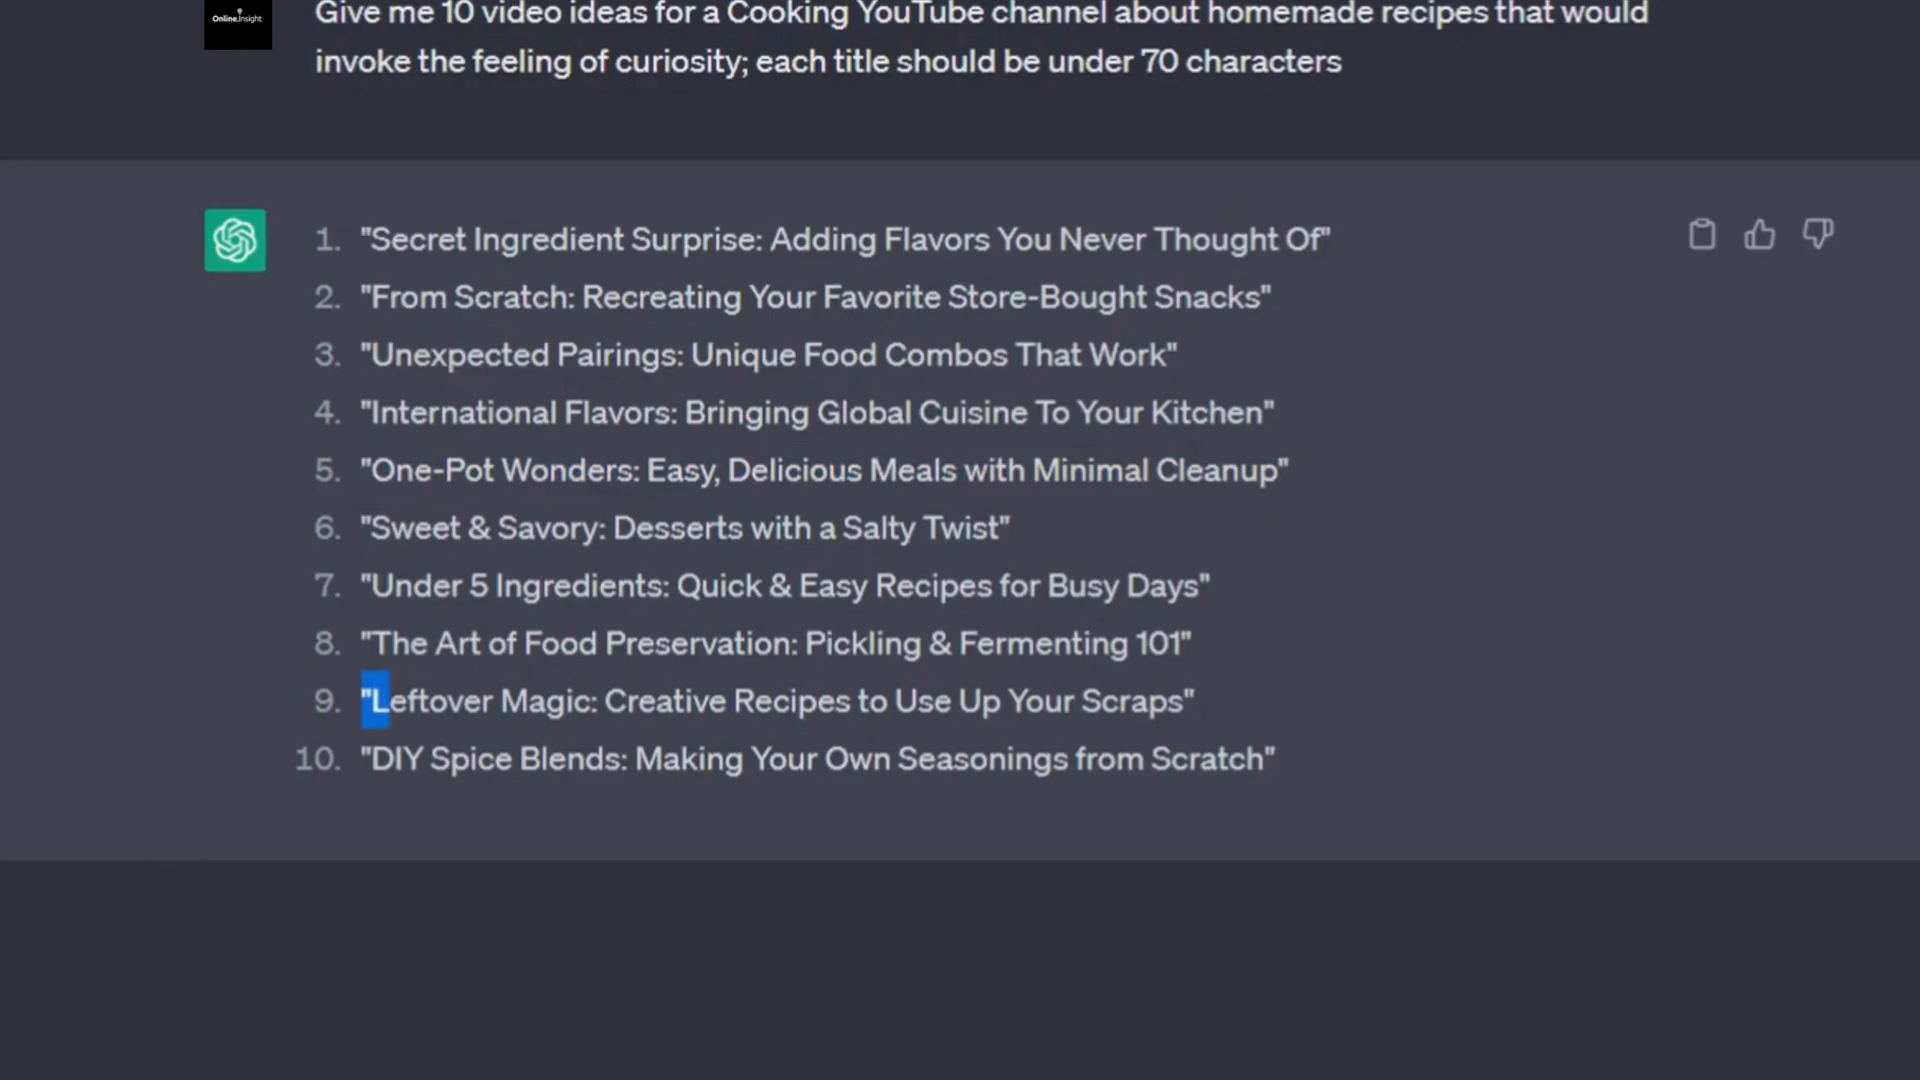 Online Insight
Give me 10 video ideas for a Cooking YouTube channel about homemade recipes that would
invoke the feeling of curiosity; each title should be under 70 characters
1. "Secret Ingredient Surprise: Adding Flavors You Never Thought Of"
2. "From Scratch: Recreating Your Favorite Store-Bought Snacks"
3. "Unexpected Pairings: Unique Food Combos That Work"
4. "International Flavors: Bringing Global Cuisine To Your Kitchen"
5. "One-Pot Wonders: Easy, Delicious Meals with Minimal Cleanup"
6. "Sweet & Savory: Desserts with a Salty Twist"
7. "Under 5 Ingredients: Quick & Easy Recipes for Busy Days"
8. "The Art of Food Preservation: Pickling & Fermenting 101"
9. "Leftover Magic: Creative Recipes to Use Up Your Scraps"
10. "DIY Spice Blends: Making Your Own Seasonings from Scratch"